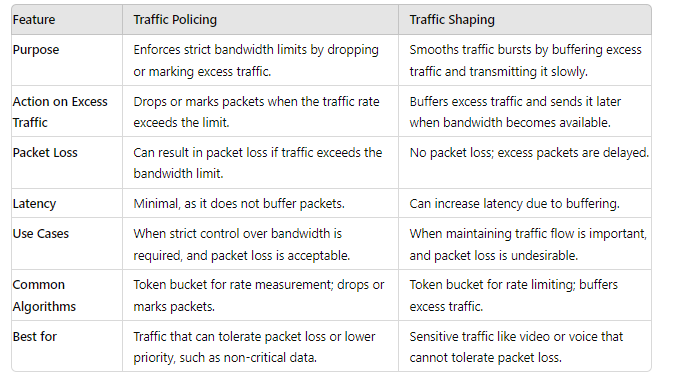 Feature Traffic Policing Traffic Shaping
Purpose Enforces strict bandwidth limits by dropping Smooths traffic bursts by buffering excess
or marking excess traffic. traffic and transmitting it slowly.
Action on Excess Drops or marks packets when the traffic rate Buffers excess traffic and sends it later
Traffic exceeds the limit. when bandwidth becomes available.
Packet Loss Can result in packet loss if traffic exceeds the No packet loss; excess packets are delayed.
bandwidth limit.
Latency Minimal, as it does not buffer packets. Can increase latency due to buffering.
Use Cases When strict control over bandwidth is When maintaining traffic flow is important,
required, and packet loss is acceptable. and packet loss is undesirable.
Common Token bucket for rate measurement; drops or Token bucket for rate limiting; buffers
Algorithms marks packets. excess traffic.
Best for Traffic that can tolerate packet loss or lower Sensitive traffic like video or voice that
priority, such as non-critical data. cannot tolerate packet loss.